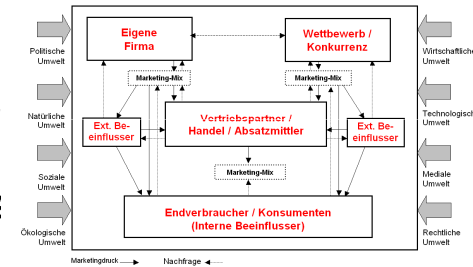 Eigene
Firma
Wettbewerb /
Konkurrenz
Politische
Umwelt
Wirtschaftliche
Umwelt
Marketing-Mix
Marketing-Mix
Natürliche
Umwelt
Vertriebspartner /
Handel / Absatzmittler
Technologische
Umwelt
Ext. Be-
einflusser
Ext. Be-
einflusser
Soziale
Umwelt
Marketing-Mix
Mediale
Umwelt
Endverbraucher / Konsumenten
(Interne Beeinflusser)
Ökologische
Umwelt
Rechtliche
Umwelt
Marketingdruck
Nachfrage